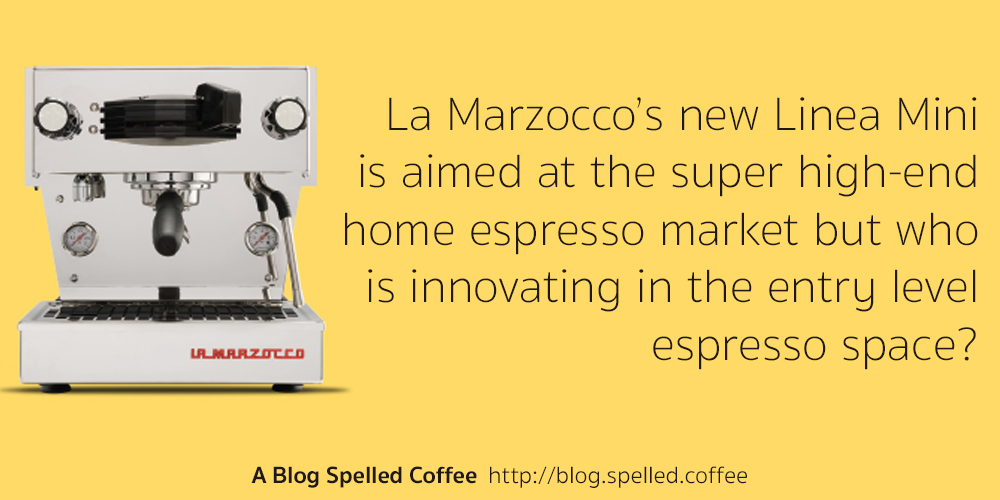 La Marzocco’s new Linea Mini
is aimed at the super high-end
home espresso market but who
is innovating in the entry level
espresso space?
LA MARZOCCO
A Blog Spelled Coffee http://blog.spelled.coffee